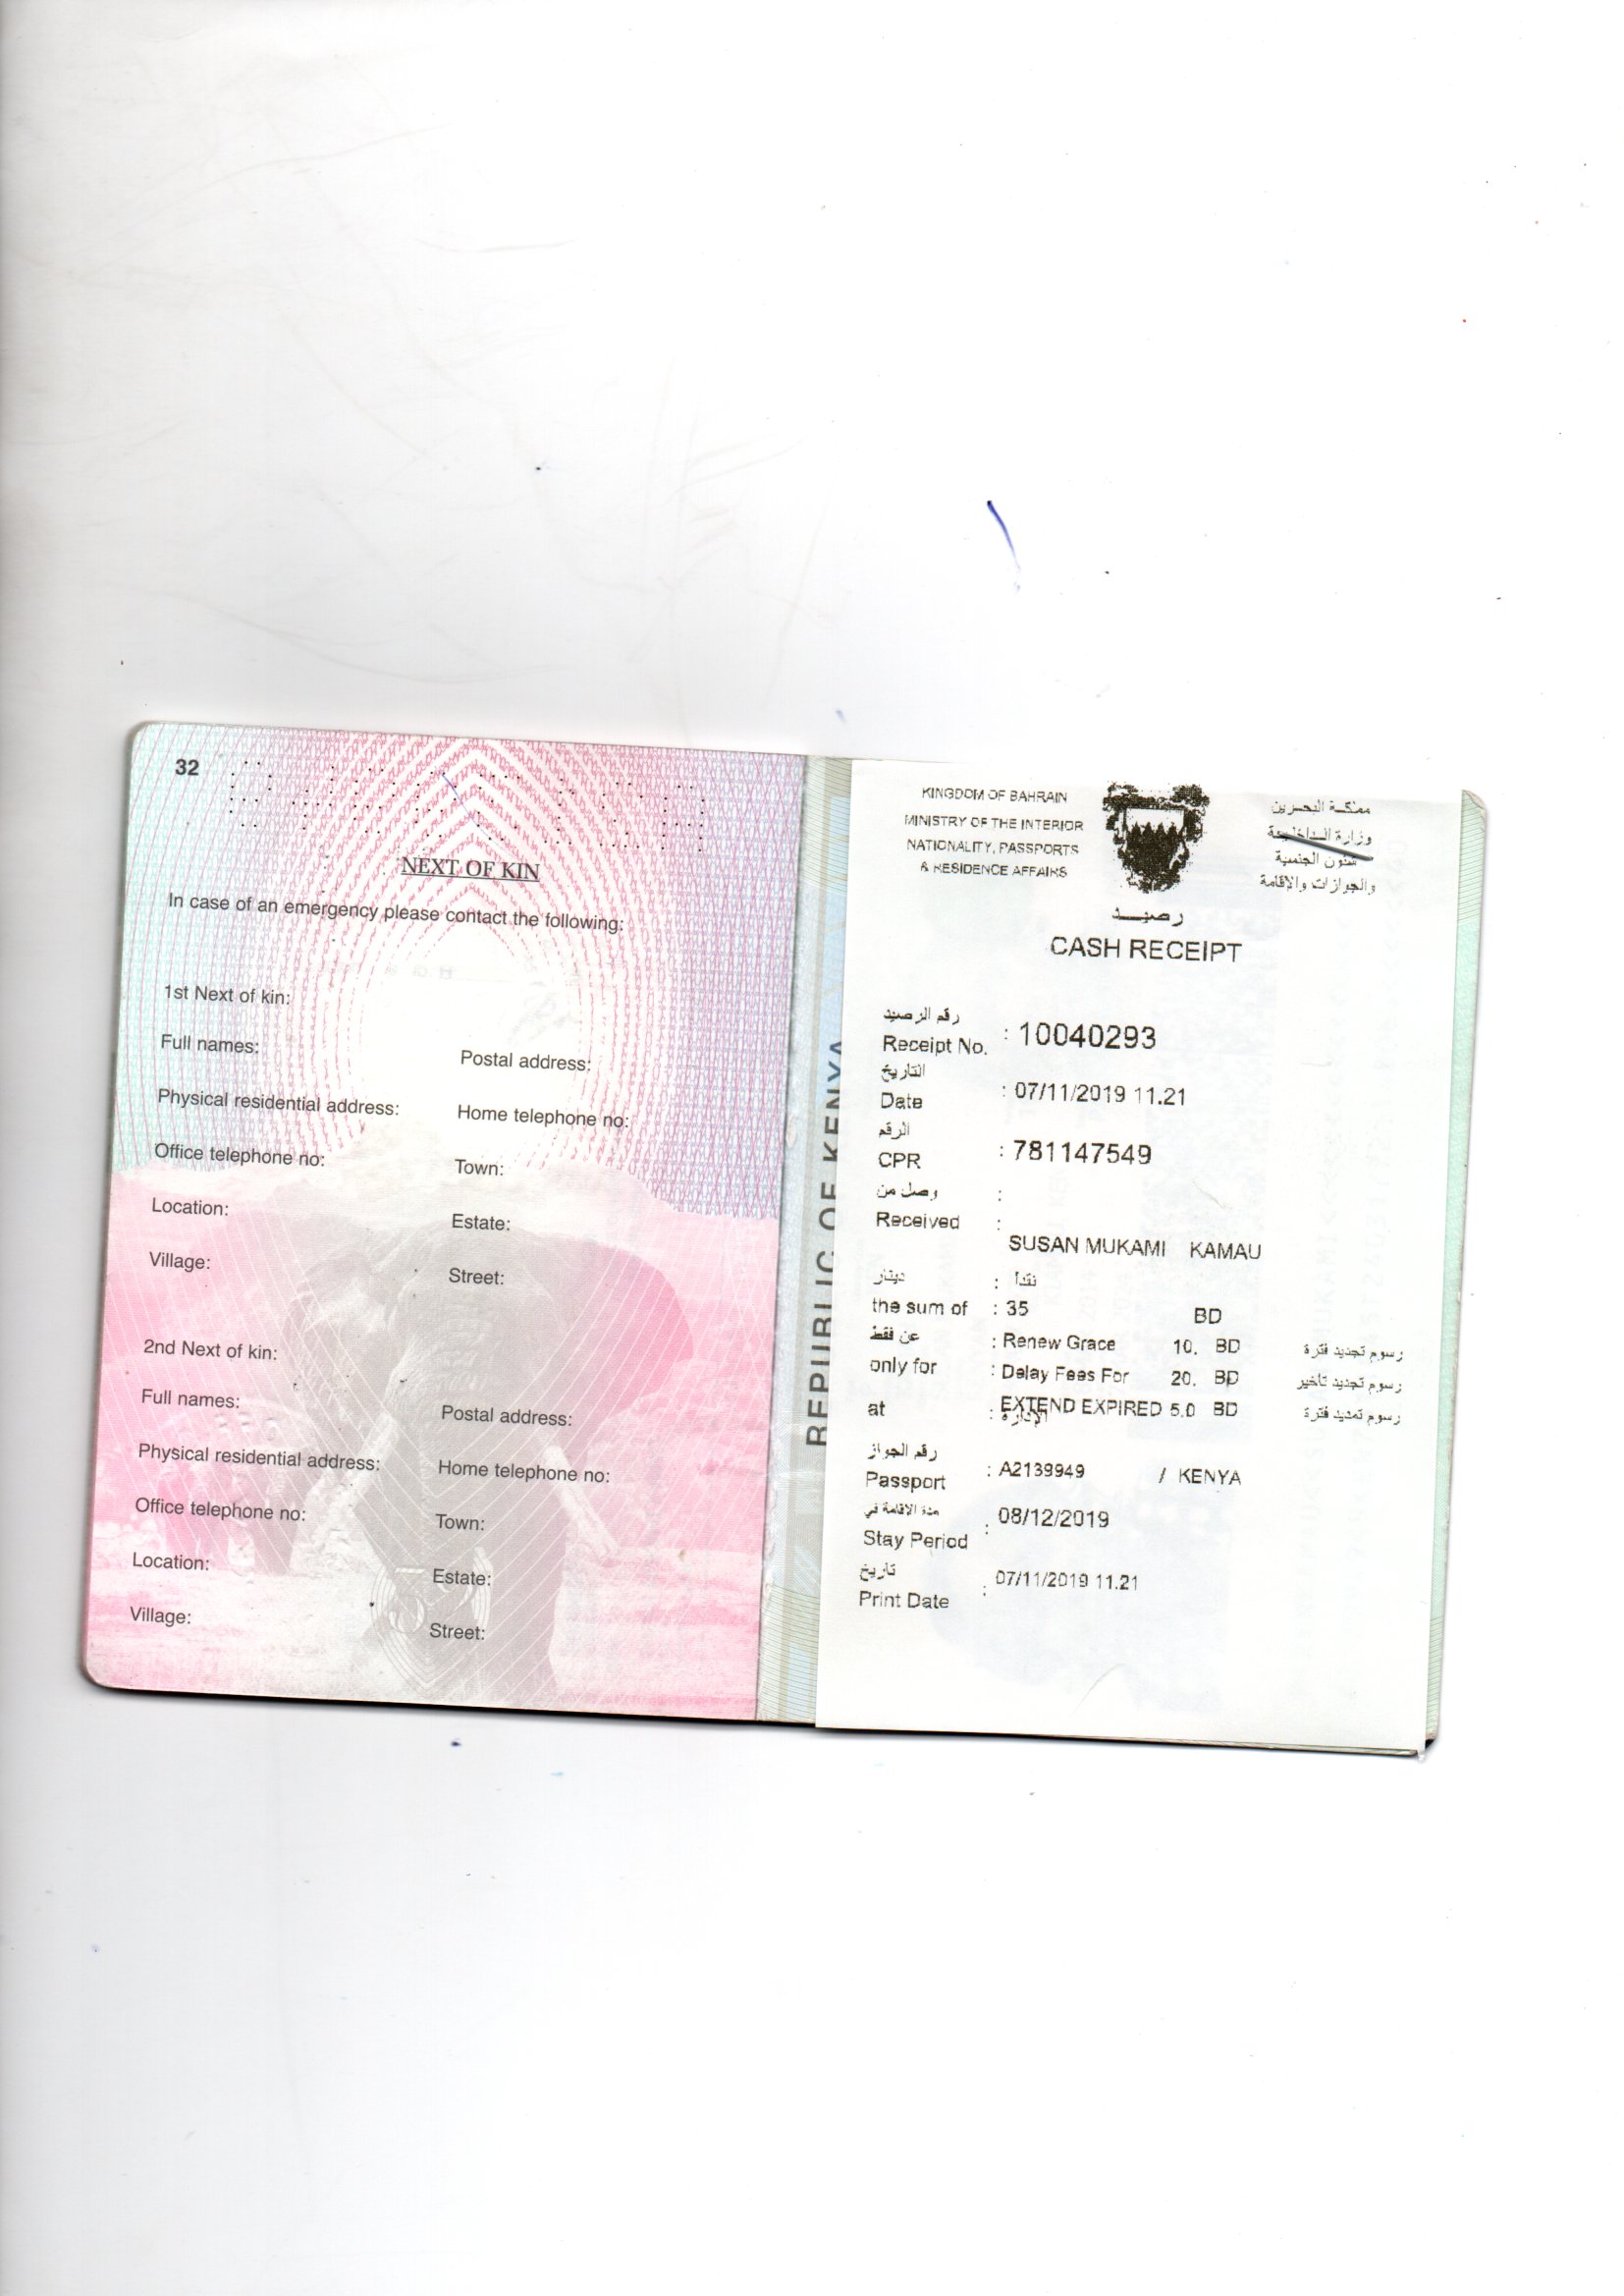 32
NEXT OF KIN
In case of an emergency please contact the following:
1st Next of kin:
Full names:
Postal address:
Physical residential address:
Home telephone no:
Office telephone no:
Town:
Location:
Estate:
Village:
Street:
2nd Next of kin:
Full names:
Postal address:
Physical residential address:
Home telephone no:
Office telephone no:
Town:
Location:
Estate:
Village:
Street:
REPUBLIC OF KENYA
KINGDOM OF BAHRAIN
MINISTRY OF THE INTERIOR
NATIONALITY, PASSPORTS
& RESIDENCE AFFAIRS
مملكـة البحـرين
وزارة الـداخلـيـة
شئون الجنسية
والجوازات والإقامة
رصيـــد
CASH RECEIPT
رقم الرصيد
Receipt No. : 10040293
التاريخ
Date : 07/11/2019 11.21
الرقم
CPR : 781147549
وصل من :
Received :
SUSAN MUKAMI KAMAU
دينار : نقداً
the sum of : 35 BD
عن فقط : Renew Grace 10. BD رسوم تجديد فترة
only for : Delay Fees For 20. BD رسوم تجديد تأخير
at : EXTEND EXPIRED 5.0 BD رسوم تمديد فترة
الإدارة
رقم الجواز
Passport : A2139949 / KENYA
مدة الاقامة في
Stay Period : 08/12/2019
تاريخ
Print Date : 07/11/2019 11.21